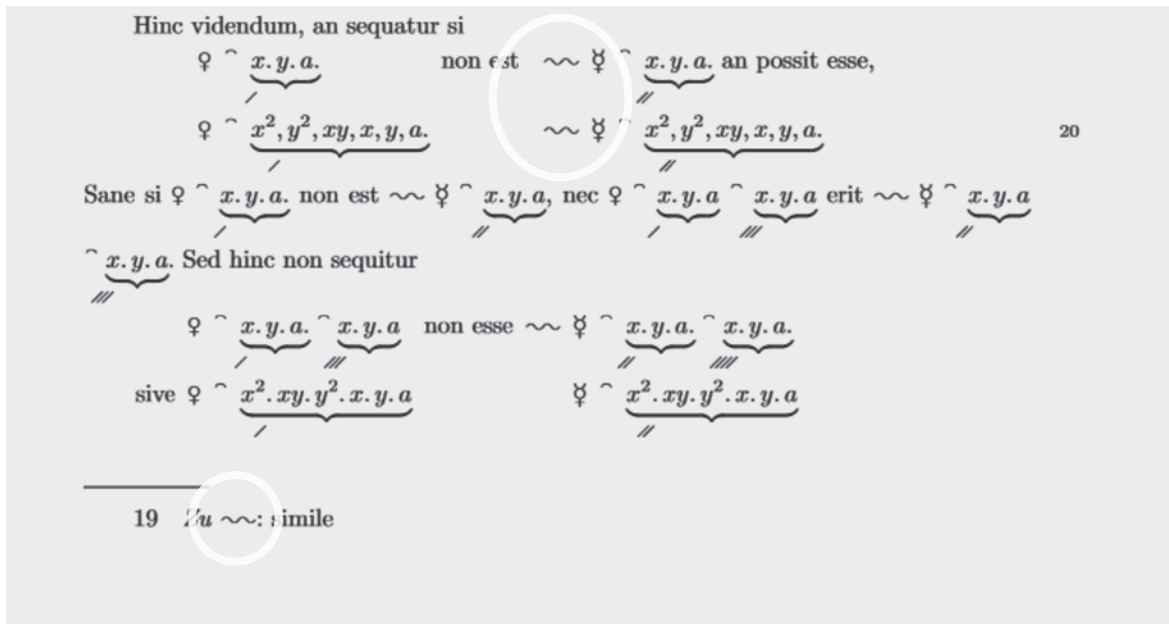 Hinc videndum, an sequatur si
♀ ⌢ x. y. a. non est ∾ ☿ ⌢ x. y. a. an possit esse,
/ //
♀ ⌢ x², y², xy, x, y, a. ∾ ☿ ⌢ x², y², xy, x, y, a. 20
/ //
Sane si ♀ ⌢ x. y. a. non est ∾ ☿ ⌢ x. y. a, nec ♀ ⌢ x. y. a ⌢ x. y. a erit ∾ ☿ ⌢ x. y. a
/ // / /// //
⌢ x. y. a. Sed hinc non sequitur
///
♀ ⌢ x. y. a. ⌢ x. y. a non esse ∾ ☿ ⌢ x. y. a. ⌢ x. y. a.
/ /// // ////
sive ♀ ⌢ x². xy. y². x. y. a ☿ ⌢ x². xy. y². x. y. a
/ //
19 Zu ∾: simile